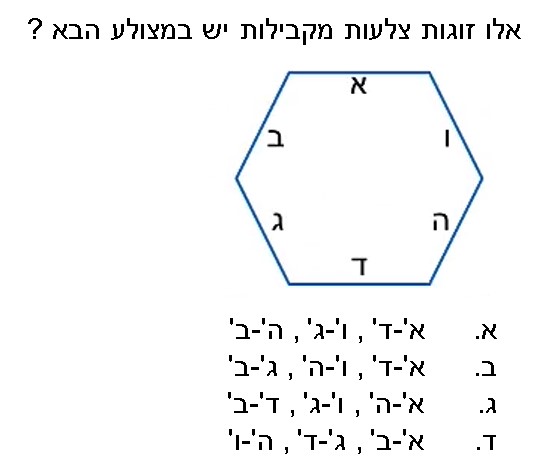 אלו זוגות צלעות מקבילות יש במצולע הבא ?
א
ב
ו
ג
ה
ד
א. א'-ד' , ו'-ג' , ה'-ב'
ב. א'-ד' , ו'-ה' , ג'-ב'
ג. א'-ה' , ו'-ג' , ד'-ב'
ד. א'-ב' , ג'-ד' , ה'-ו'